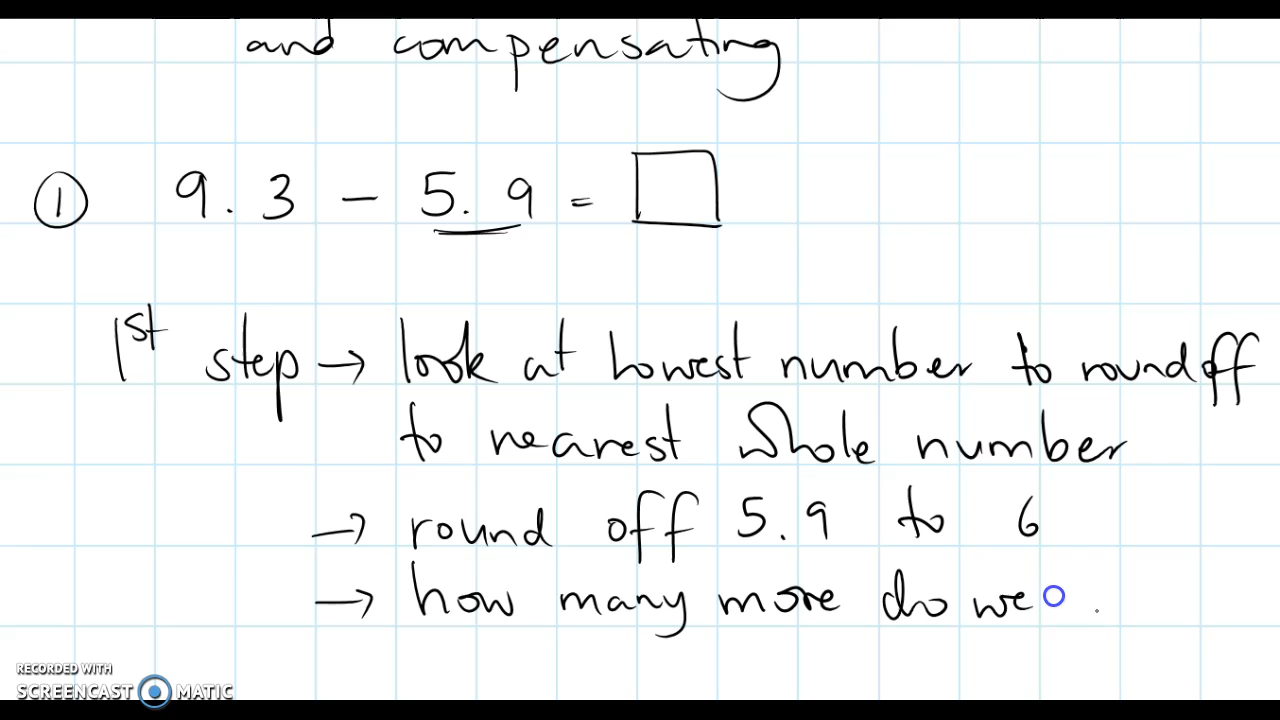 and compensating
① 9.3 - 5.9 =
1st step → look at lowest number to round off
to nearest whole number
→ round off 5.9 to 6
→ how many more do we
RECORDED WITH
SCREENCAST MATIC